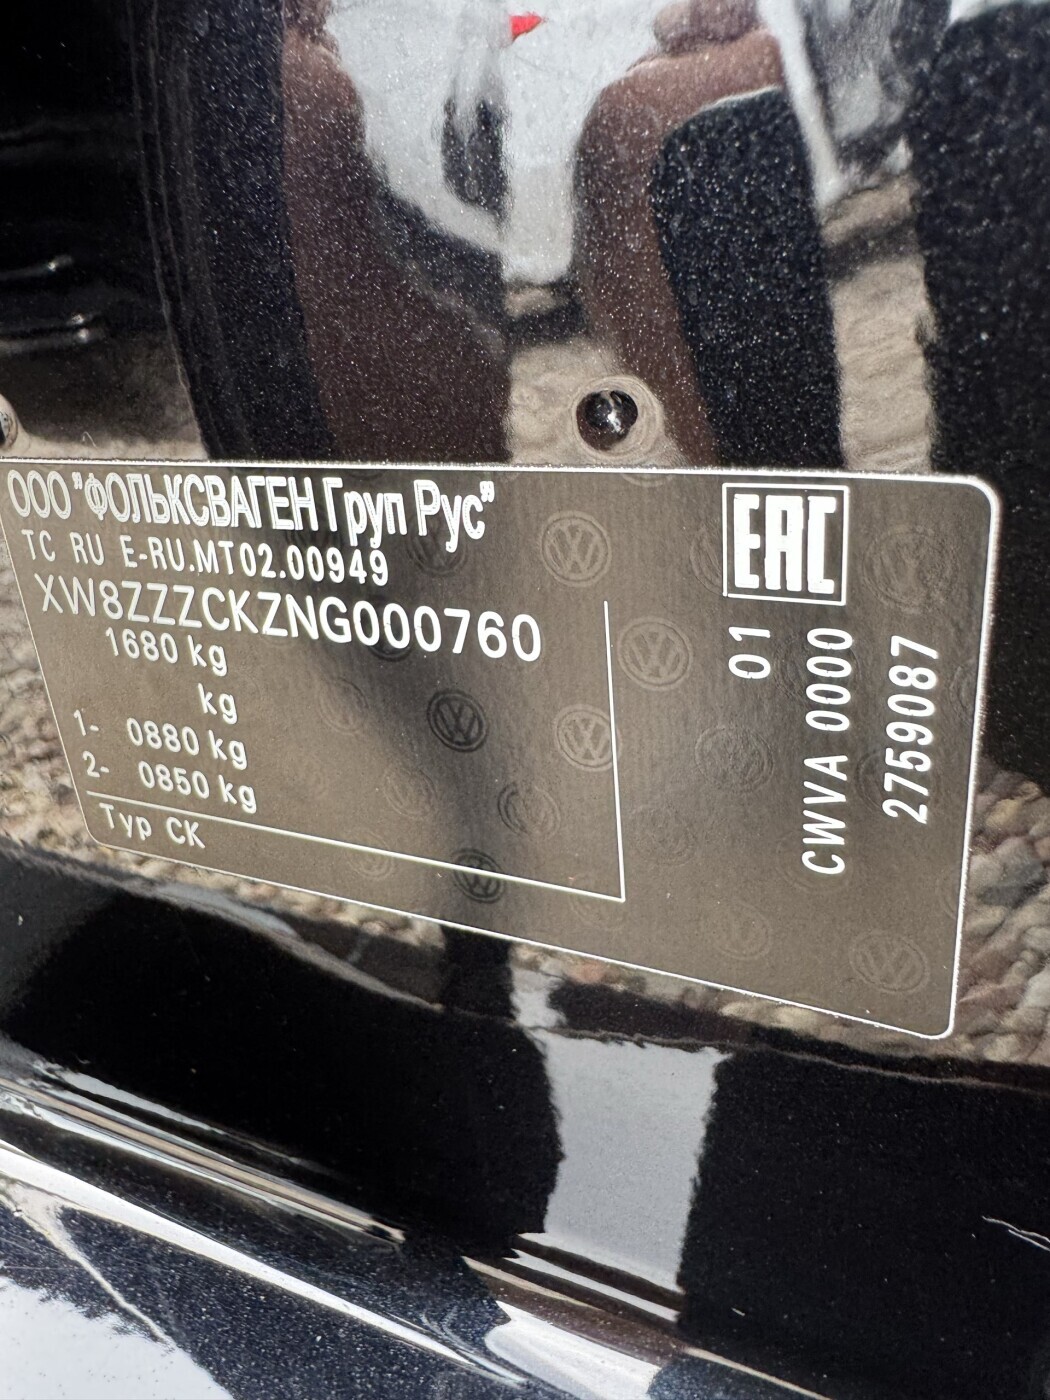 ООО "ФОЛЬКСВАГЕН Груп Рус"
ТС RU E-RU.MT02.00949
XW8ZZZCKZNG000760
1680 kg
kg
1- 0880 kg
2- 0850 kg
Typ CK
EAC
01
CWVA 0000
2759087